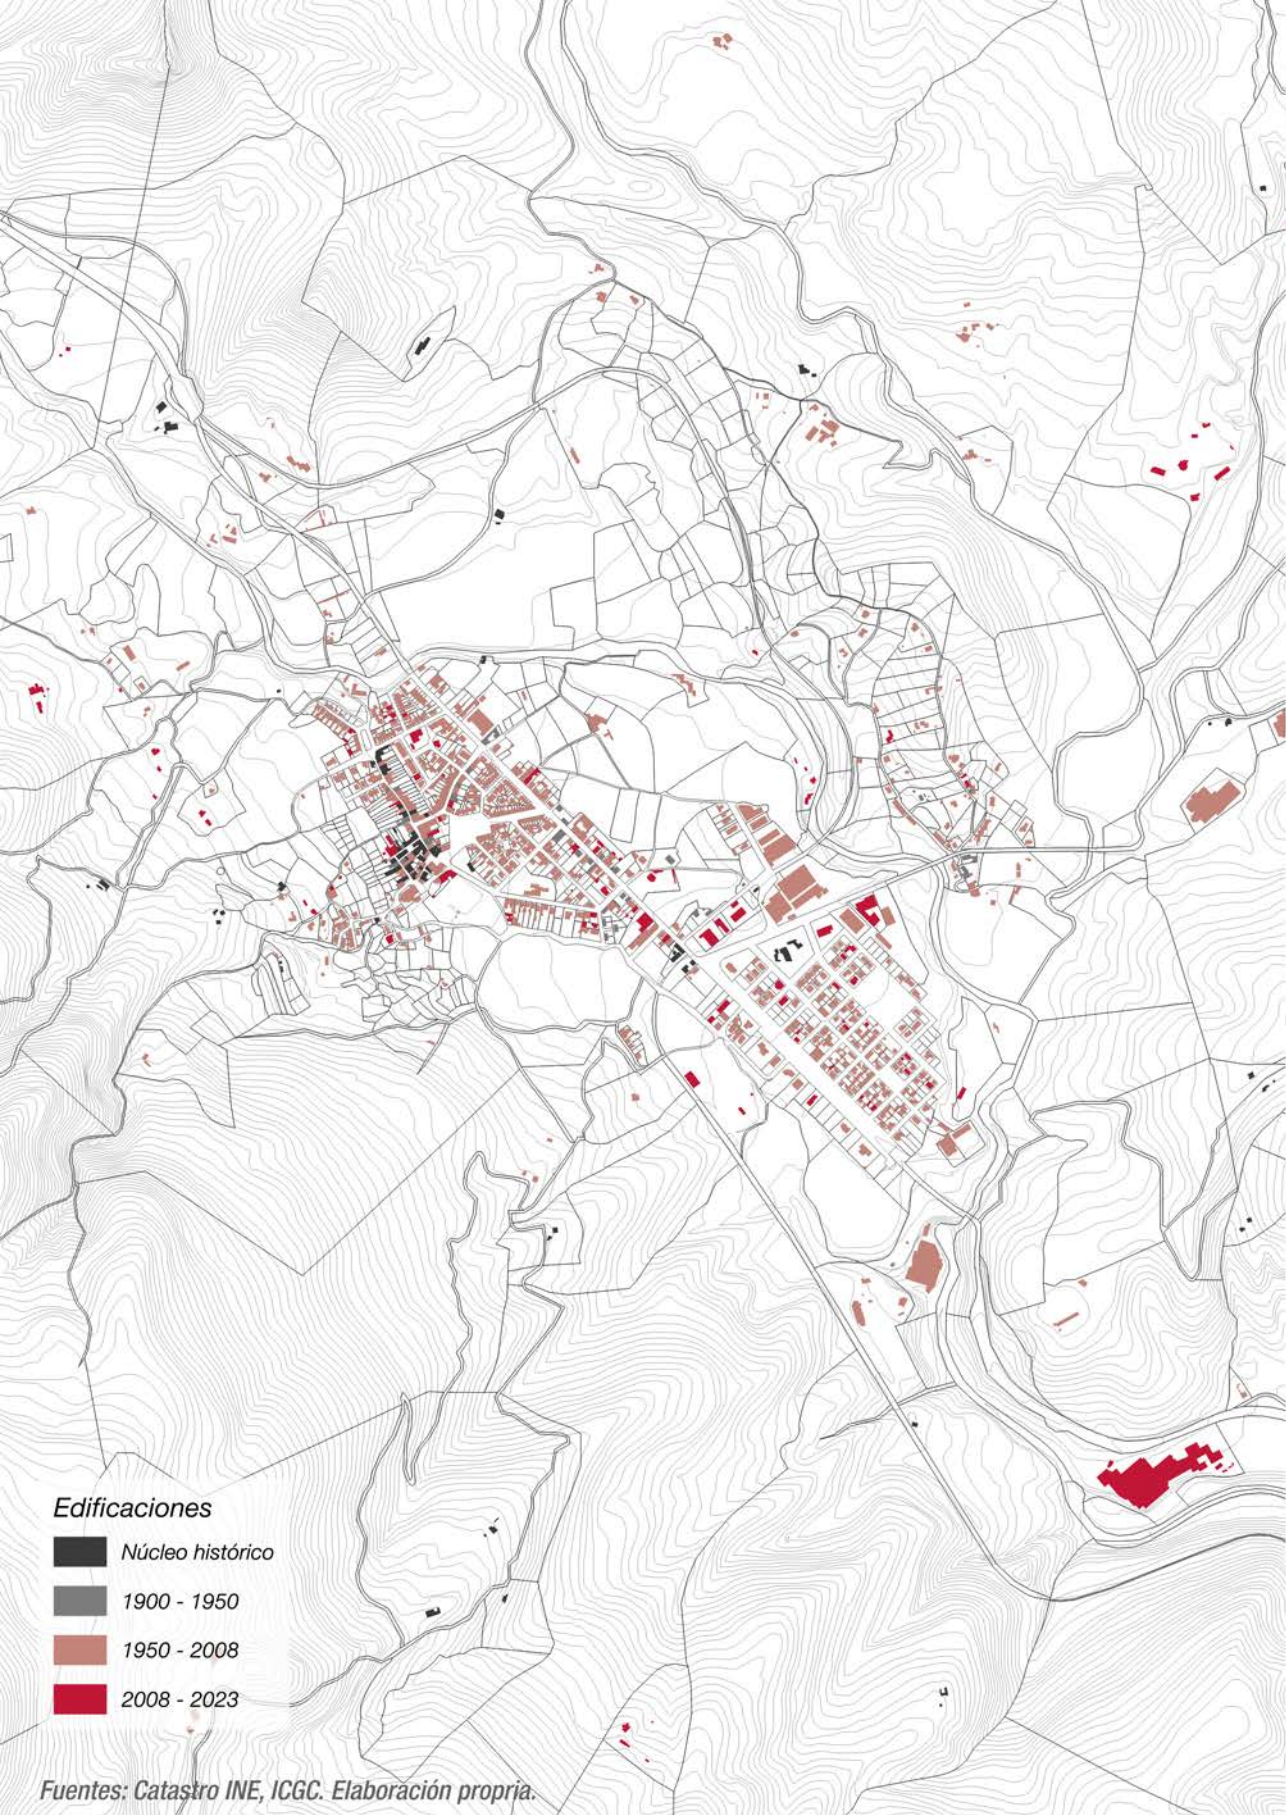 Edificaciones
Núcleo histórico
1900 - 1950
1950 - 2008
2008 - 2023
Fuentes: Catastro INE, ICGC. Elaboración propria.